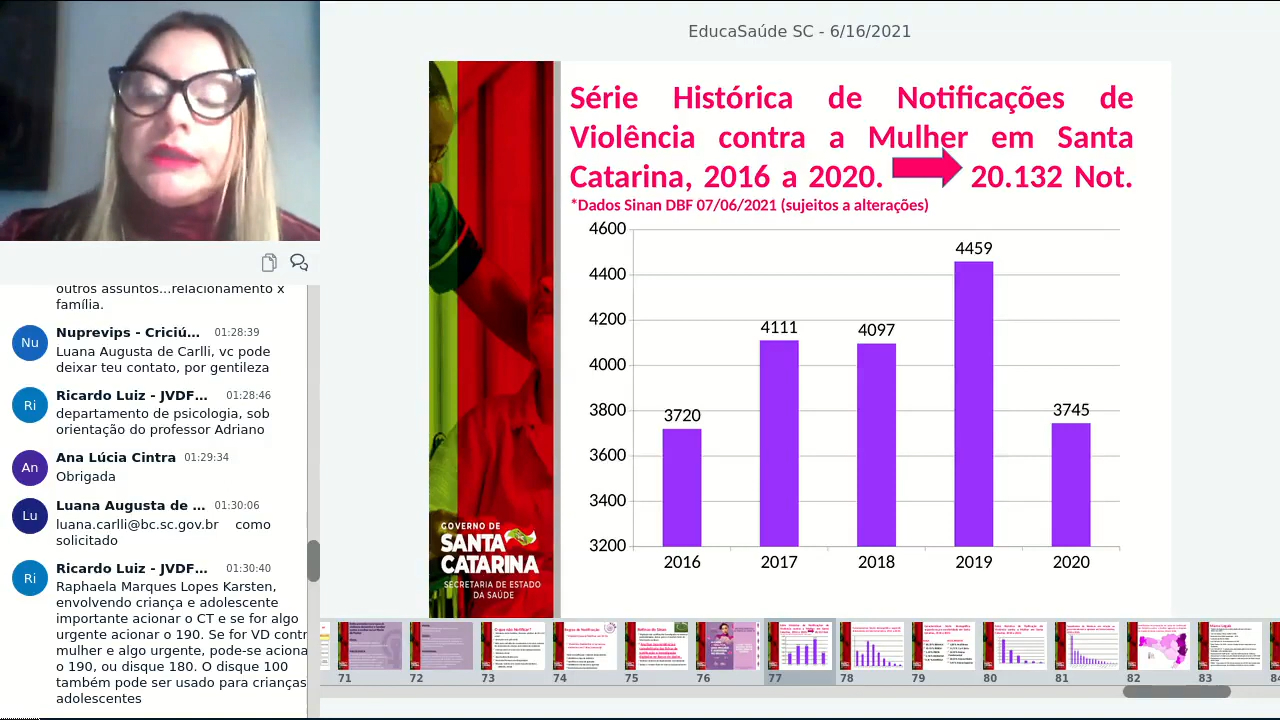 EducaSaúde SC - 6/16/2021
Série Histórica de Notificações de
Violência contra a Mulher em Santa
Catarina, 2016 a 2020. 20.132 Not.
*Dados Sinan DBF 07/06/2021 (sujeitos a alterações)
4600
4400
4200
4000
3800
3600
3400
3200
3720
4111
4097
4459
3745
2016
2017
2018
2019
2020
GOVERNO DE
SANTA
CATARINA
SECRETARIA DE ESTADO
DA SAÚDE
outros assuntos...relacionamento x
família.
Nu
Nuprevips - Criciú... 01:28:39
Luana Augusta de Carlli, vc pode
deixar teu contato, por gentileza
Ri
Ricardo Luiz - JVDF... 01:28:46
departamento de psicologia, sob
orientação do professor Adriano
An
Ana Lúcia Cintra 01:29:34
Obrigada
Lu
Luana Augusta de ... 01:30:06
luana.carlli@bc.sc.gov.br como
solicitado
Ri
Ricardo Luiz - JVDF... 01:30:40
Raphaela Marques Lopes Karsten,
envolvendo criança e adolescente
importante acionar o CT, e se for algo
urgente acionar o 190. Se for só com
mulher e algo urgente, pode se aciona
o 190, ou disque 180. O disque 100
também pode ser usado para crianças
adolescentes
71 72 73 74 75 76 77 78 79 80 81 82 83 84